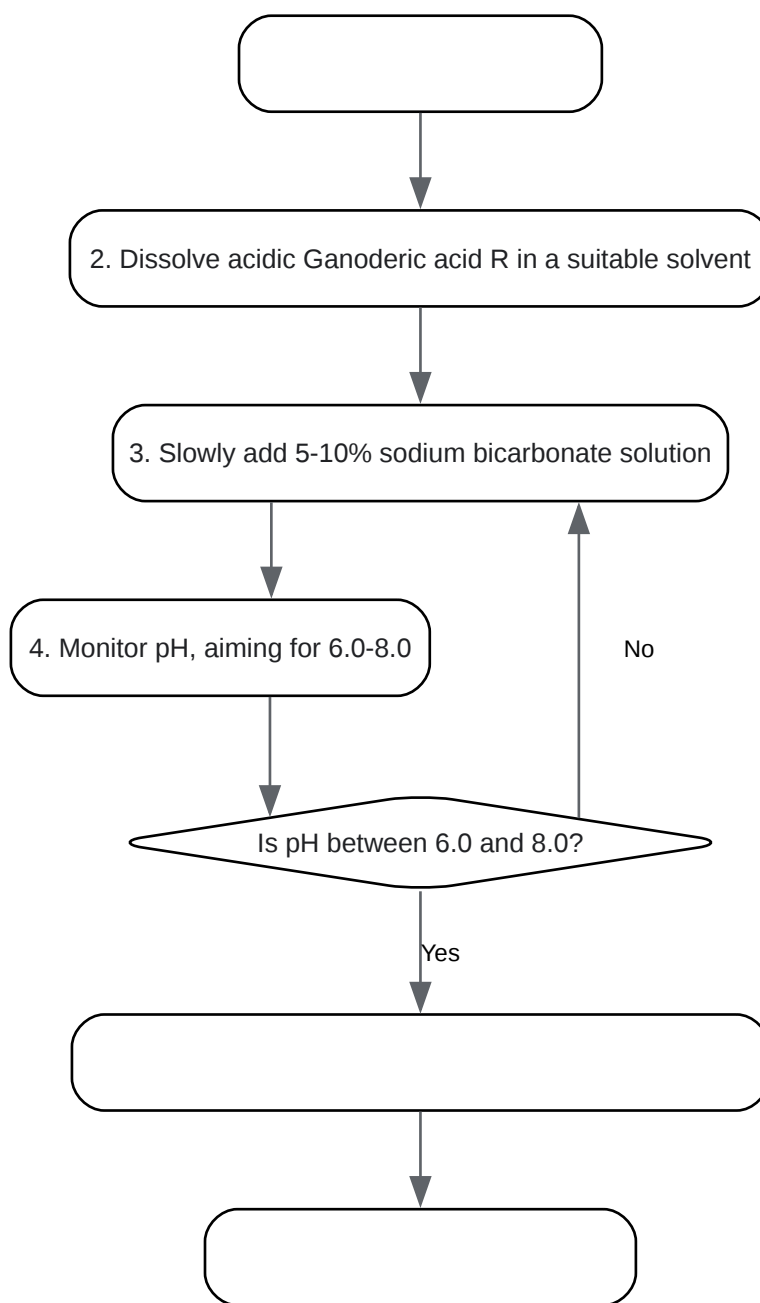 2. Dissolve acidic Ganoderic acid R in a suitable solvent
3. Slowly add 5-10% sodium bicarbonate solution
4. Monitor pH, aiming for 6.0-8.0
No
Is pH between 6.0 and 8.0?
Yes